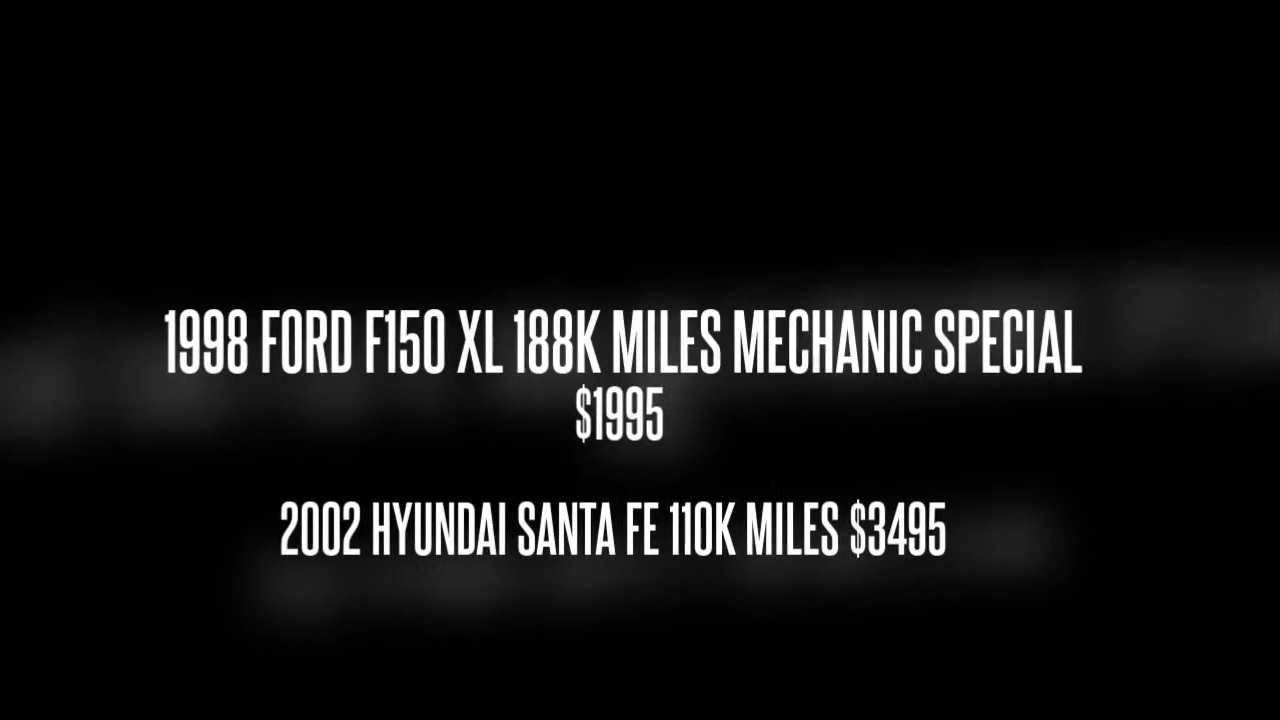 1998 FORD F150 XL 188K MILES MECHANIC SPECIAL
$1995
2002 HYUNDAI SANTA FE 110K MILES $3495